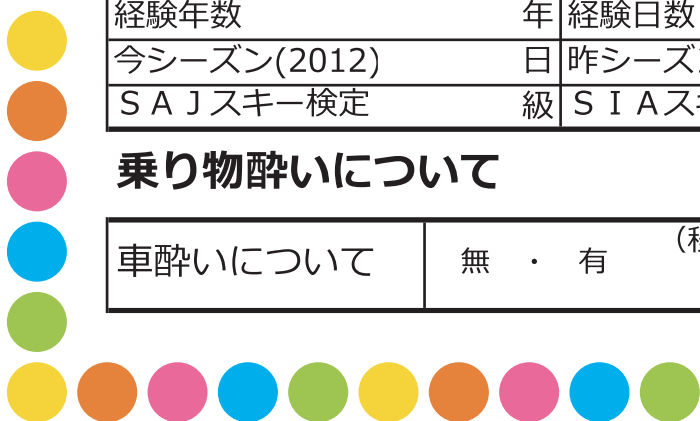 経験年数 年 経験日数
今シーズン(2012) 日 昨シーズ
ＳＡＪスキー検定 級 ＳＩＡス
乗り物酔いについて
車酔いについて 無 ・ 有 (